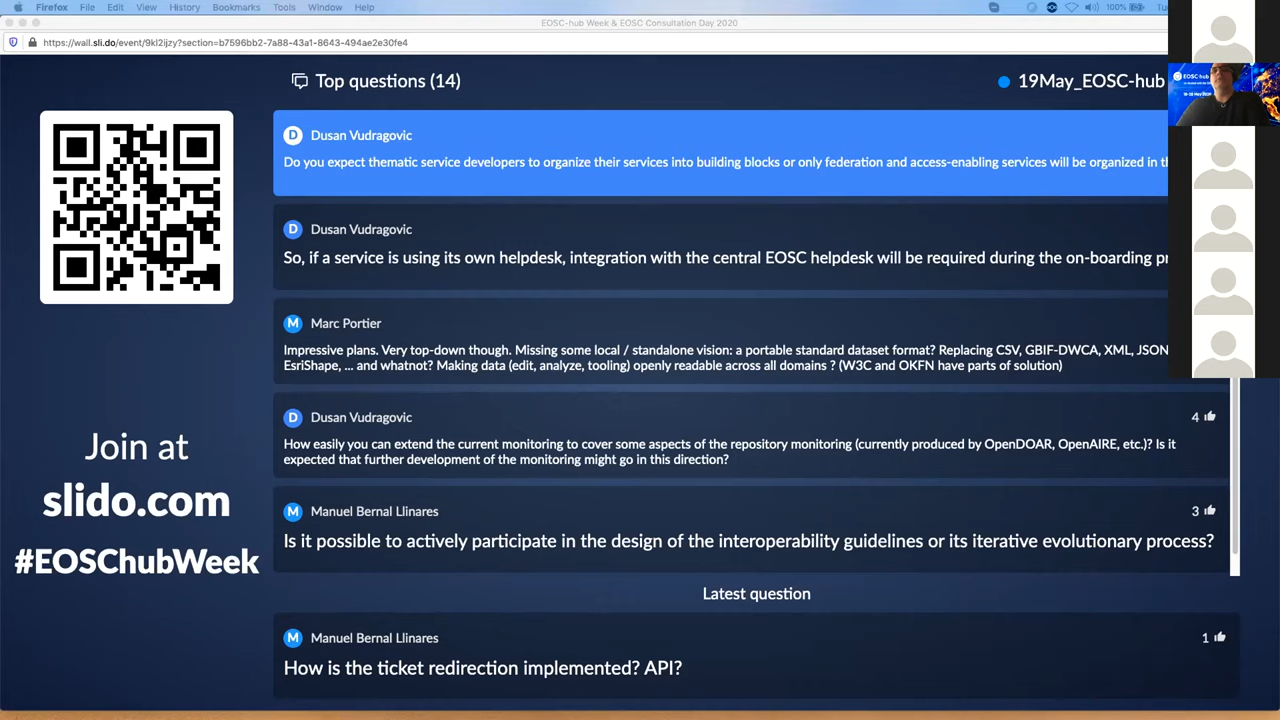 Firefox File Edit View History Bookmarks Tools Window Help 100%
EOSC-hub Week & EOSC Consultation Day 2020
https://wall.sli.do/event/9kl2ijzy?section=b7596bb2-7a88-43a1-8643-494ae2e30fe4
Top questions (14)
19May_EOSC-hub
EOSC-hub
D Dusan Vudragovic
Do you expect thematic service developers to organize their services into building blocks or only federation and access-enabling services will be organized in th
D Dusan Vudragovic
So, if a service is using its own helpdesk, integration with the central EOSC helpdesk will be required during the on-boarding pr
M Marc Portier
Impressive plans. Very top-down though. Missing some local / standalone vision: a portable standard dataset format? Replacing CSV, GBIF-DWCA, XML, JSON
EsriShape, ... and whatnot? Making data (edit, analyze, tooling) openly readable across all domains ? (W3C and OKFN have parts of solution)
D Dusan Vudragovic 4
How easily you can extend the current monitoring to cover some aspects of the repository monitoring (currently produced by OpenDOAR, OpenAIRE, etc.)? Is it
expected that further development of the monitoring might go in this direction?
M Manuel Bernal Llinares 3
Is it possible to actively participate in the design of the interoperability guidelines or its iterative evolutionary process?
Latest question
M Manuel Bernal Llinares 1
How is the ticket redirection implemented? API?
Join at
slido.com
#EOSChubWeek